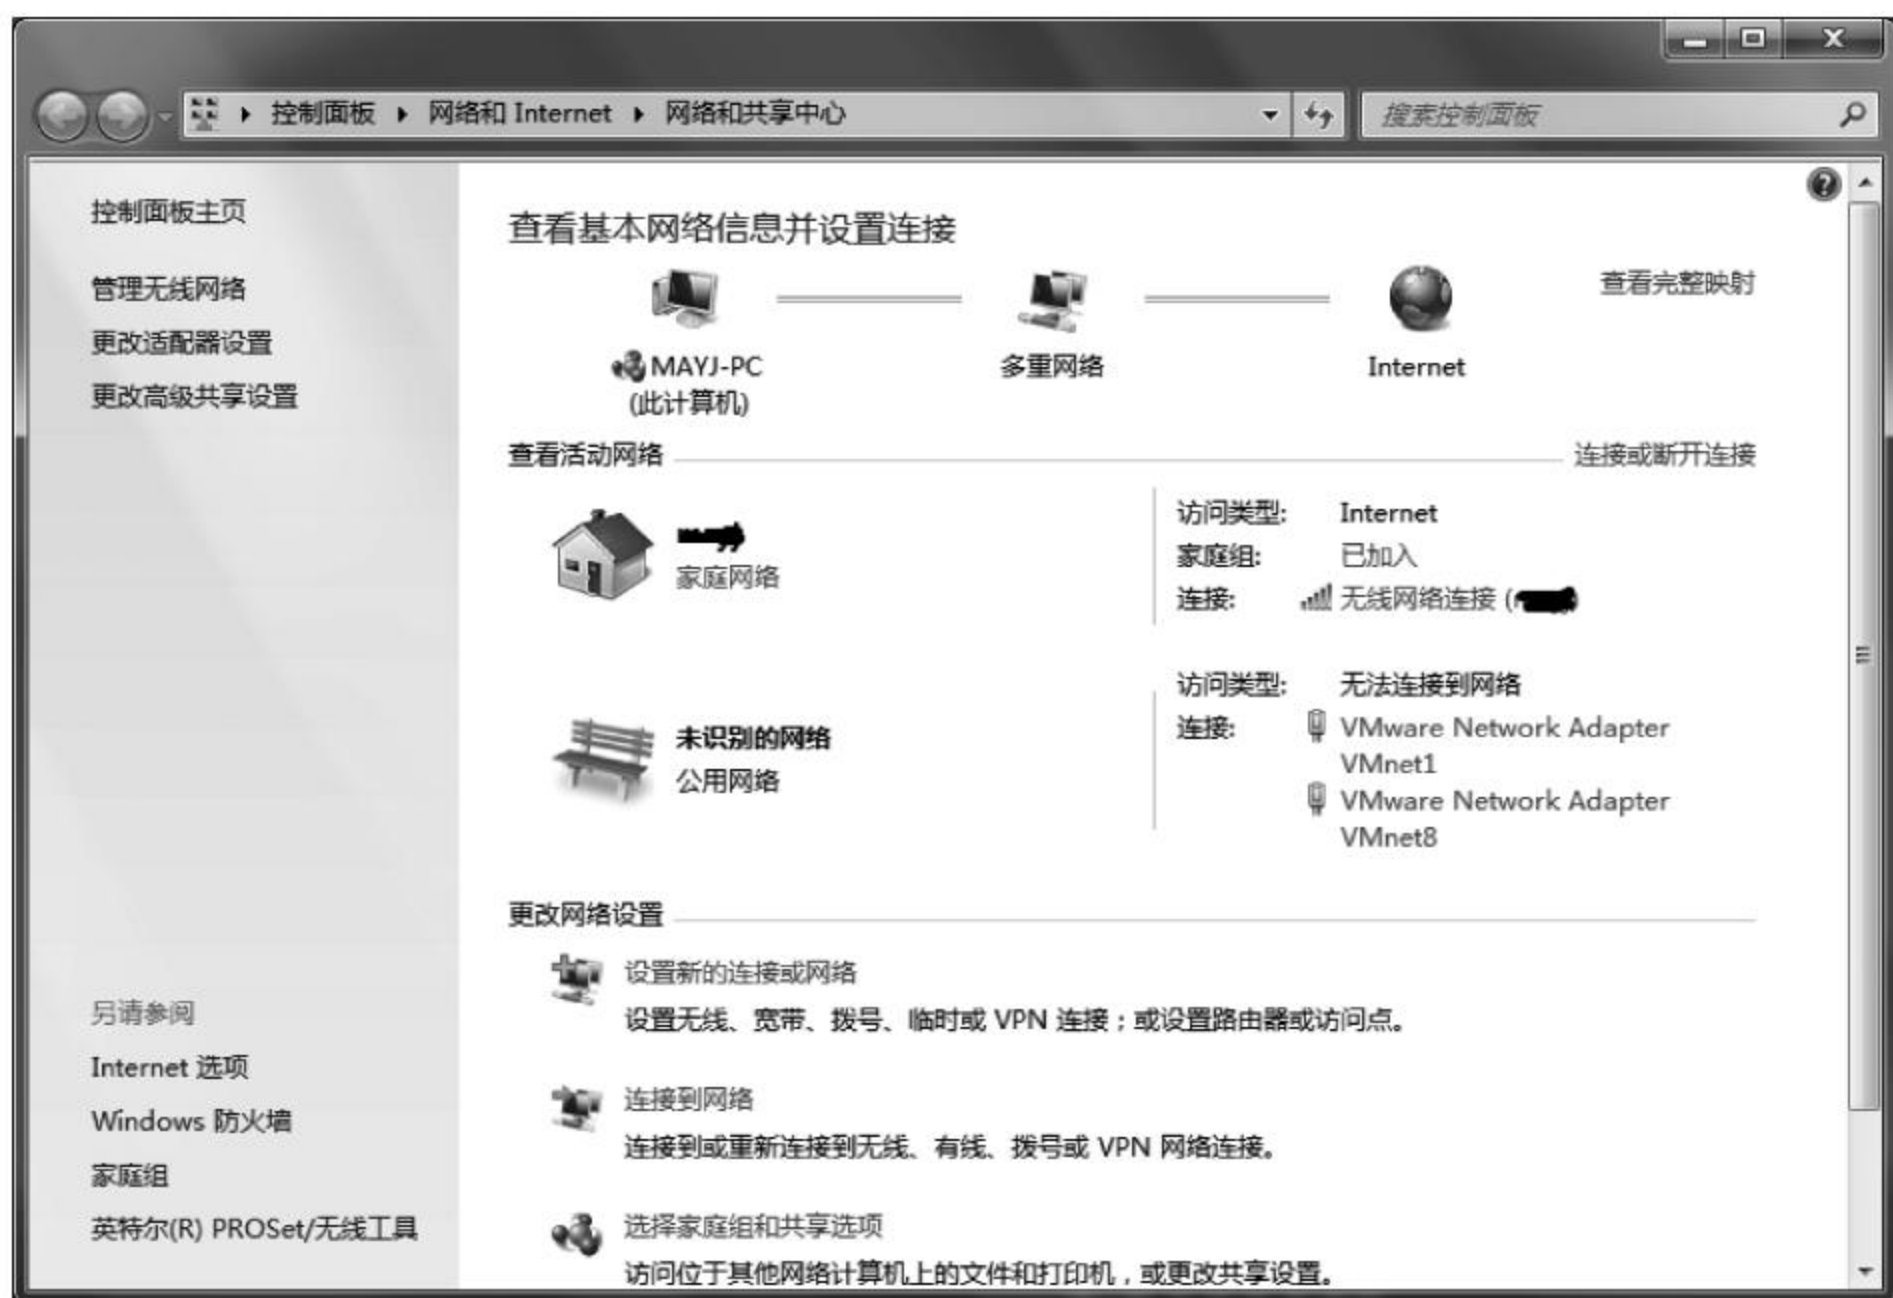 控制面板 网络和 Internet 网络和共享中心
搜索控制面板
控制面板主页
管理无线网络
更改适配器设置
更改高级共享设置
另请参阅
Internet 选项
Windows 防火墙
家庭组
英特尔(R) PROSet/无线工具
查看基本网络信息并设置连接
查看完整映射
MAYJ-PC
(此计算机)
多重网络
Internet
查看活动网络
连接或断开连接
家庭网络
访问类型: Internet
家庭组: 已加入
连接: 无线网络连接 (
未识别的网络
公用网络
访问类型: 无法连接到网络
连接: VMware Network Adapter
VMnet1
VMware Network Adapter
VMnet8
更改网络设置
设置新的连接或网络
设置无线、宽带、拨号、临时或 VPN 连接；或设置路由器或访问点。
连接到网络
连接到或重新连接到无线、有线、拨号或 VPN 网络连接。
选择家庭组和共享选项
访问位于其他网络计算机上的文件和打印机，或更改共享设置。